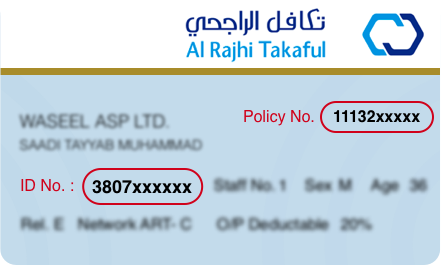 تكافل الراجحي
Al Rajhi Takaful
WASEEL ASP LTD.
Policy No. 11132xxxxx
SAADI TAYYAB MUHAMMAD
ID No. : 3807xxxxxx Staff No. 1 Sex M Age 36
Rel. E Network ART- C O/P Deductable 20%